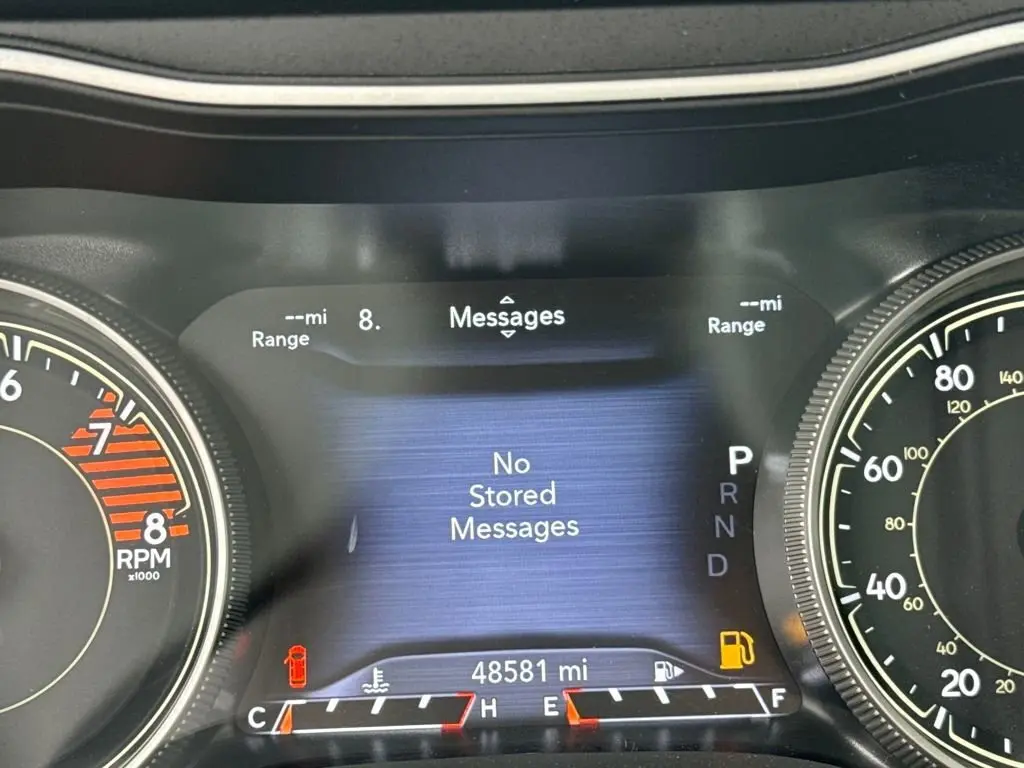 --mi
Range
8.
Messages
--mi
Range
6
7
8
RPM
x1000
No
Stored
Messages
P
R
N
D
80
60
40
20
140
120
100
80
60
40
20
48581 mi
C
H
E
F